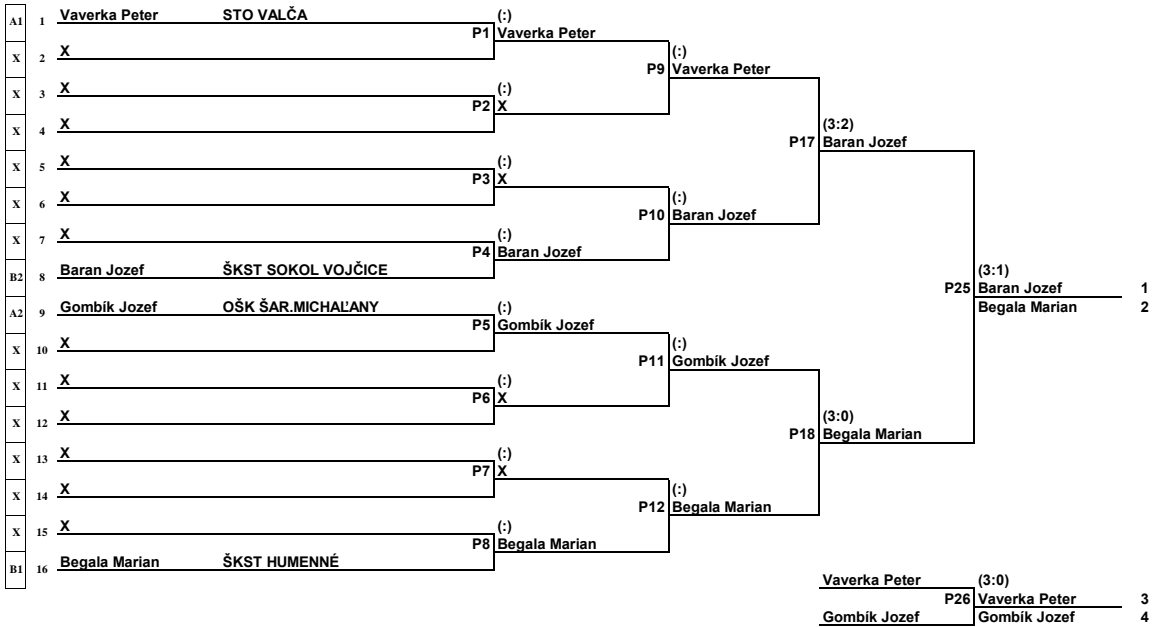 A1 1 Vaverka Peter STO VALČA (:)
P1 Vaverka Peter
X 2 X (:)
P9 Vaverka Peter
X 3 X (:)
P2 X
X 4 X (3:2)
P17 Baran Jozef
X 5 X (:)
P3 X
X 6 X (:)
P10 Baran Jozef
X 7 X (:)
P4 Baran Jozef
B2 8 Baran Jozef ŠKST SOKOL VOJČICE (3:1)
P25 Baran Jozef 1
A2 9 Gombík Jozef OŠK ŠAR.MICHAĽANY (:) Begala Marian 2
P5 Gombík Jozef
X 10 X (:)
P11 Gombík Jozef
X 11 X (:)
P6 X
X 12 X (3:0)
P18 Begala Marian
X 13 X (:)
P7 X
X 14 X (:)
P12 Begala Marian
X 15 X (:)
P8 Begala Marian
B1 16 Begala Marian ŠKST HUMENNÉ
Vaverka Peter (3:0)
P26 Vaverka Peter 3
Gombík Jozef Gombík Jozef 4